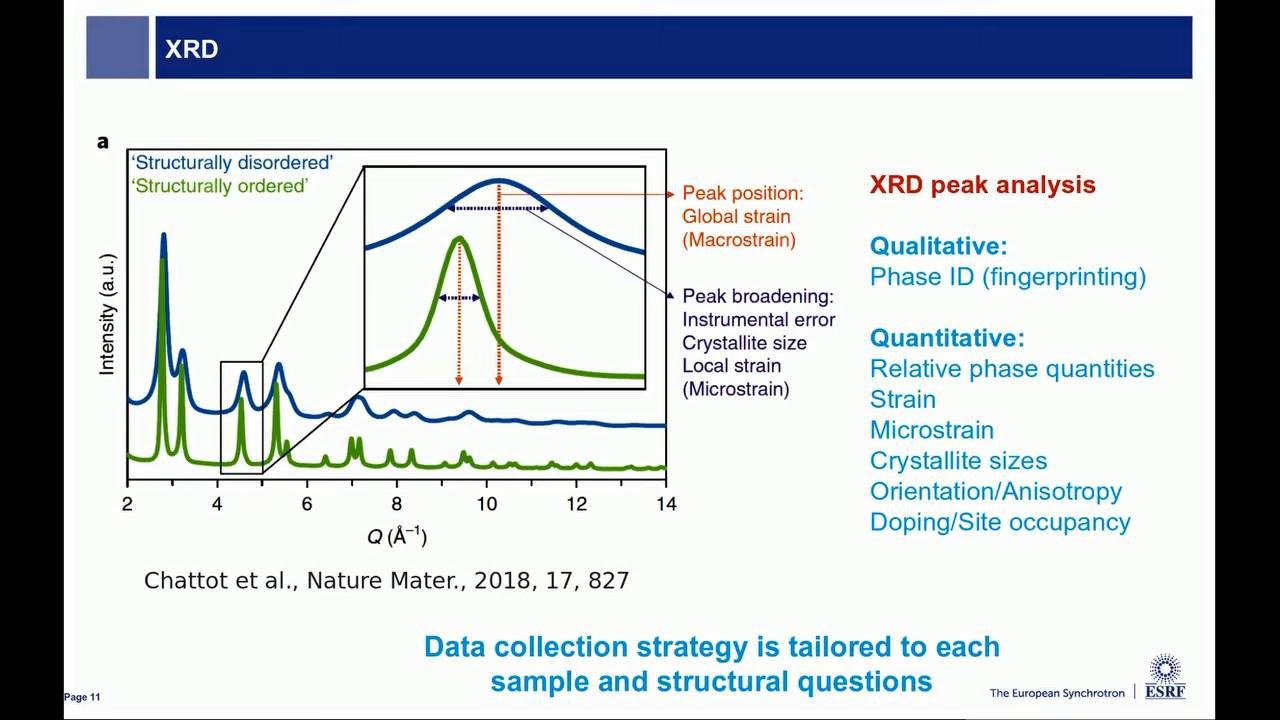 XRD
a
'Structurally disordered'
'Structurally ordered'
Intensity (a.u.)
2 4 6 8 10 12 14
Q (Å⁻¹)
Peak position:
Global strain
(Macrostrain)
Peak broadening:
Instrumental error
Crystallite size
Local strain
(Microstrain)
XRD peak analysis
Qualitative:
Phase ID (fingerprinting)
Quantitative:
Relative phase quantities
Strain
Microstrain
Crystallite sizes
Orientation/Anisotropy
Doping/Site occupancy
Chattot et al., Nature Mater., 2018, 17, 827
Data collection strategy is tailored to each
sample and structural questions
Page 11
The European Synchrotron
ESRF